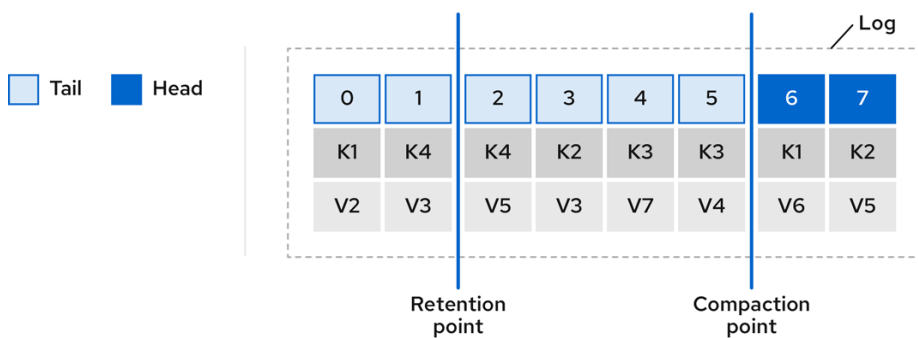 Log
Tail Head
0 1 2 3 4 5 6 7
K1 K4 K4 K2 K3 K3 K1 K2
V2 V3 V5 V3 V7 V4 V6 V5
Retention
point
Compaction
point